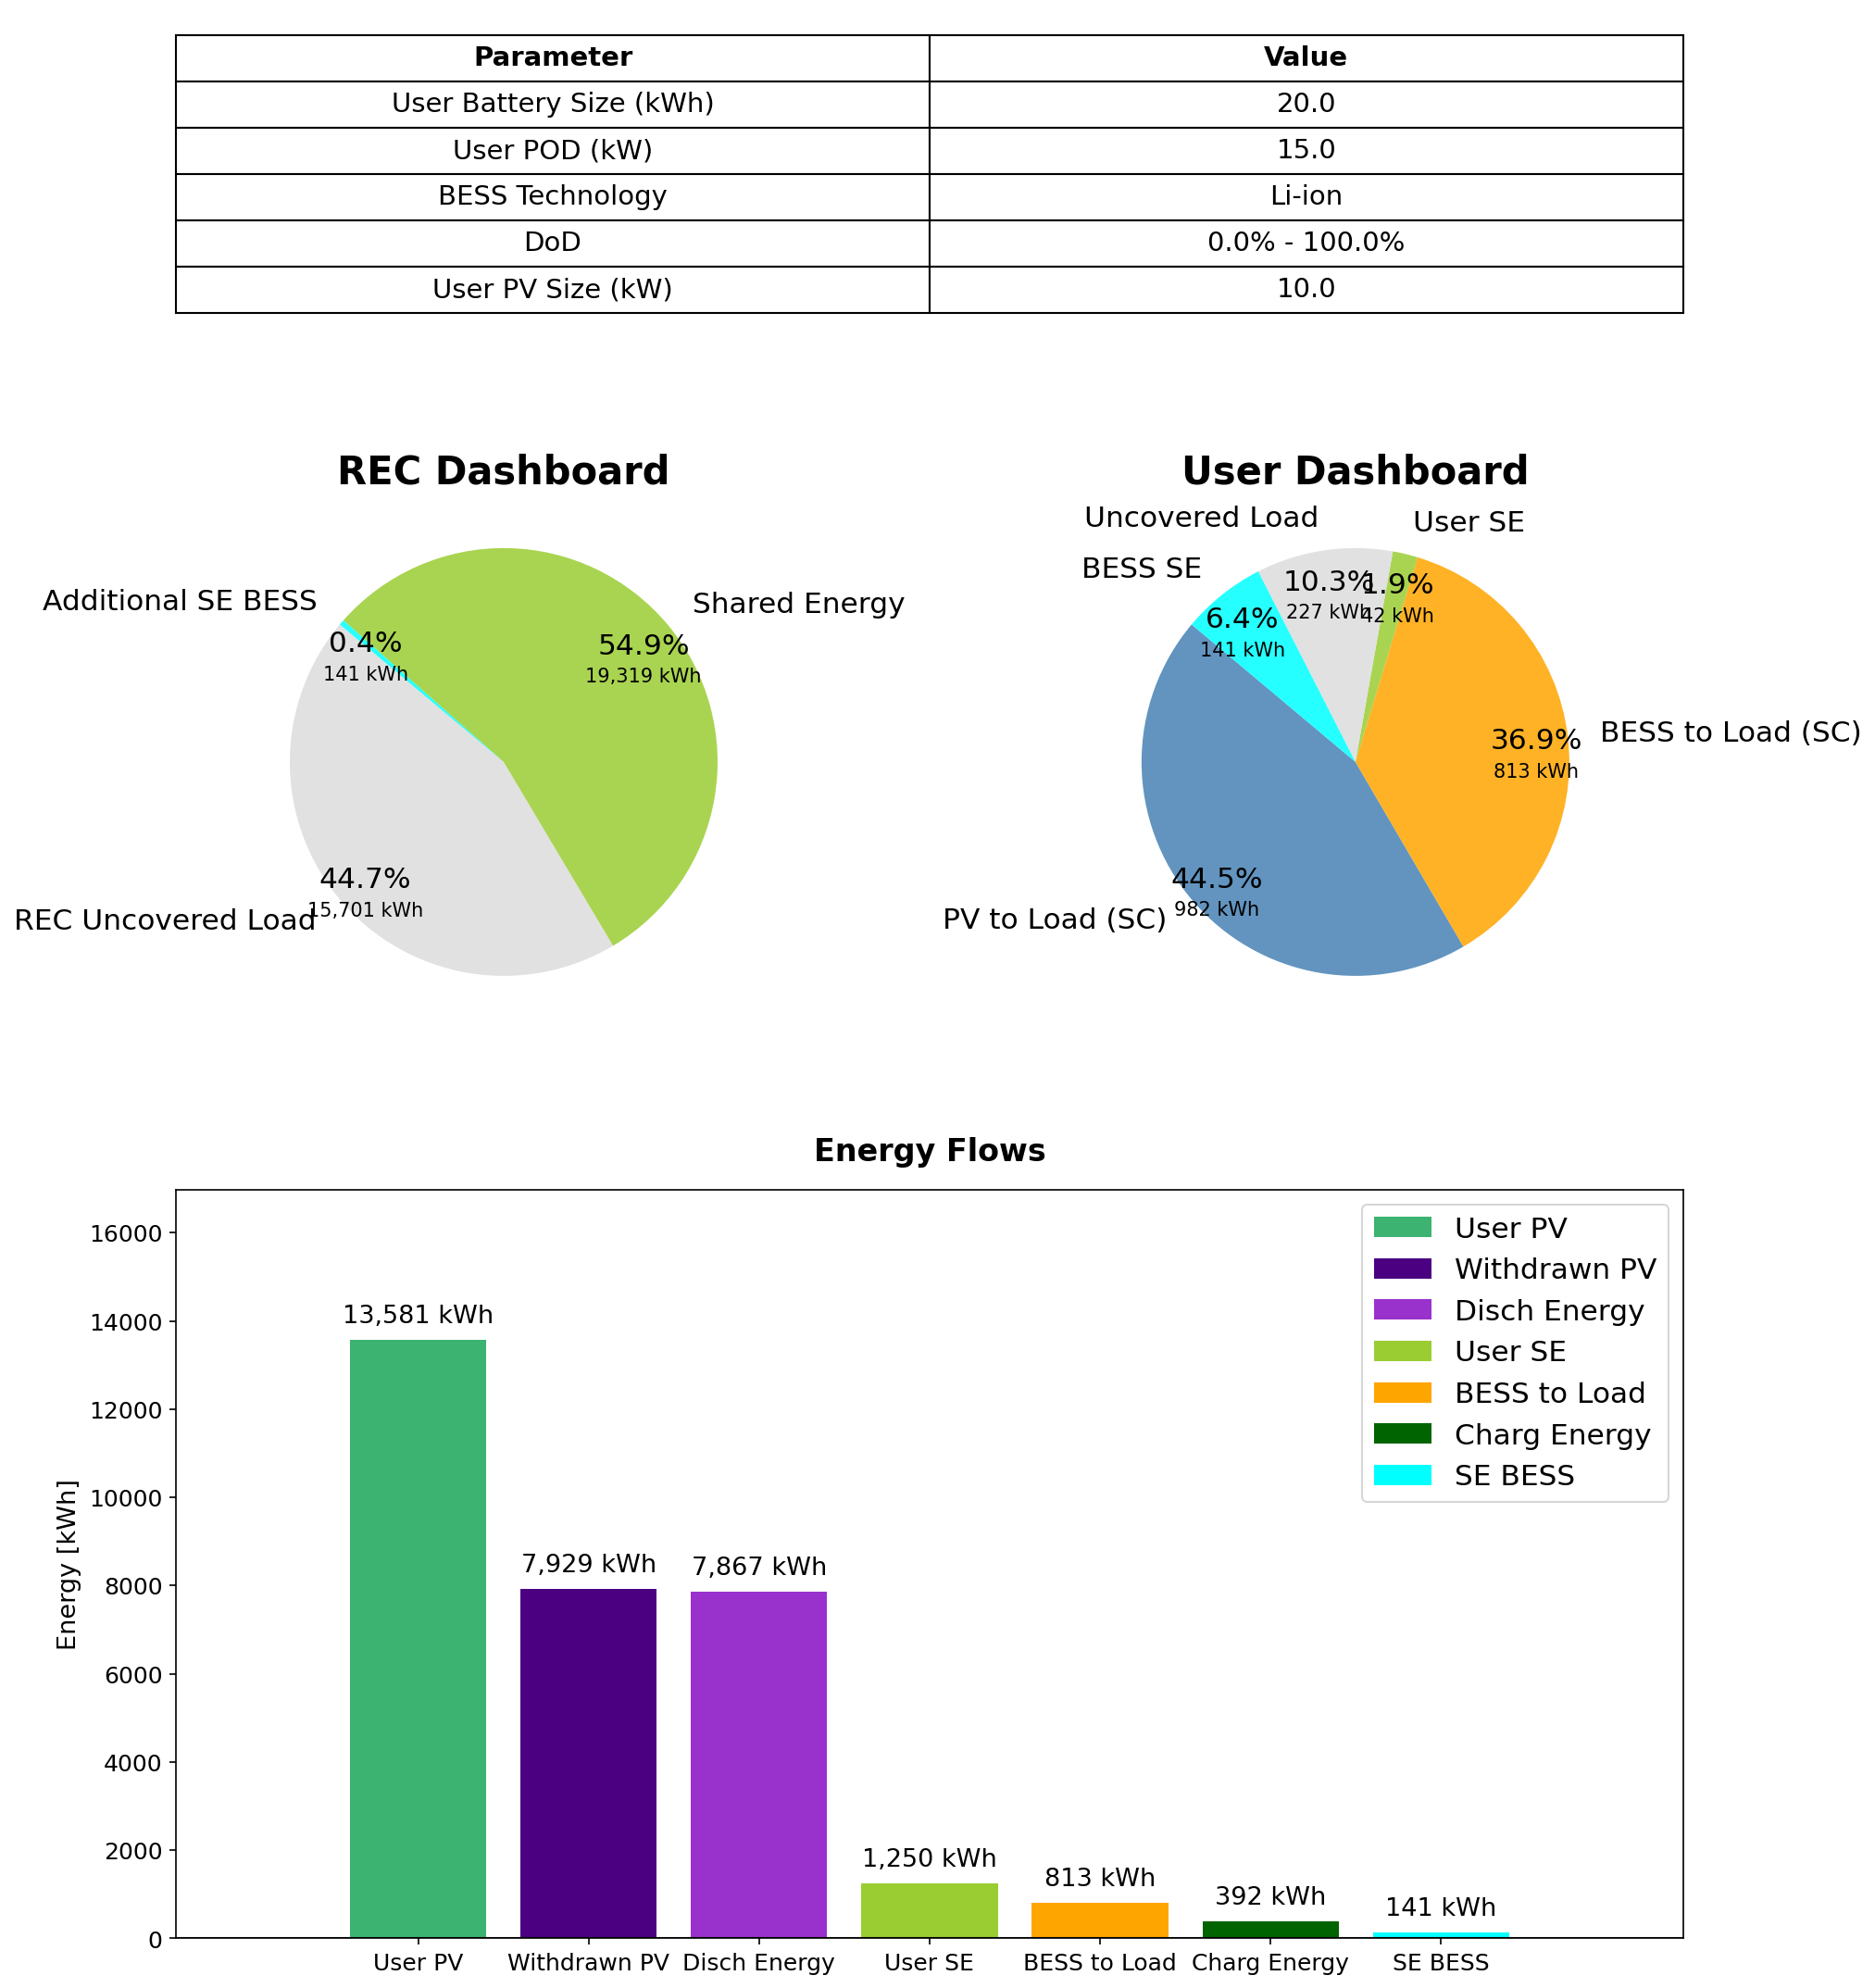 Parameter Value
User Battery Size (kWh) 20.0
User POD (kW) 15.0
BESS Technology Li-ion
DoD 0.0% - 100.0%
User PV Size (kW) 10.0
REC Dashboard
Additional SE BESS
Shared Energy
0.4%
141 kWh
54.9%
19,319 kWh
44.7%
15,701 kWh
REC Uncovered Load
User Dashboard
Uncovered Load
User SE
BESS SE
10.3%
227 kWh
1.9%
42 kWh
6.4%
141 kWh
36.9%
813 kWh
BESS to Load (SC)
44.5%
982 kWh
PV to Load (SC)
Energy Flows
Energy [kWh]
16000
14000
12000
10000
8000
6000
4000
2000
0
13,581 kWh
7,929 kWh
7,867 kWh
1,250 kWh
813 kWh
392 kWh
141 kWh
User PV
Withdrawn PV
Disch Energy
User SE
BESS to Load
Charg Energy
SE BESS
User PV
Withdrawn PV
Disch Energy
User SE
BESS to Load
Charg Energy
SE BESS